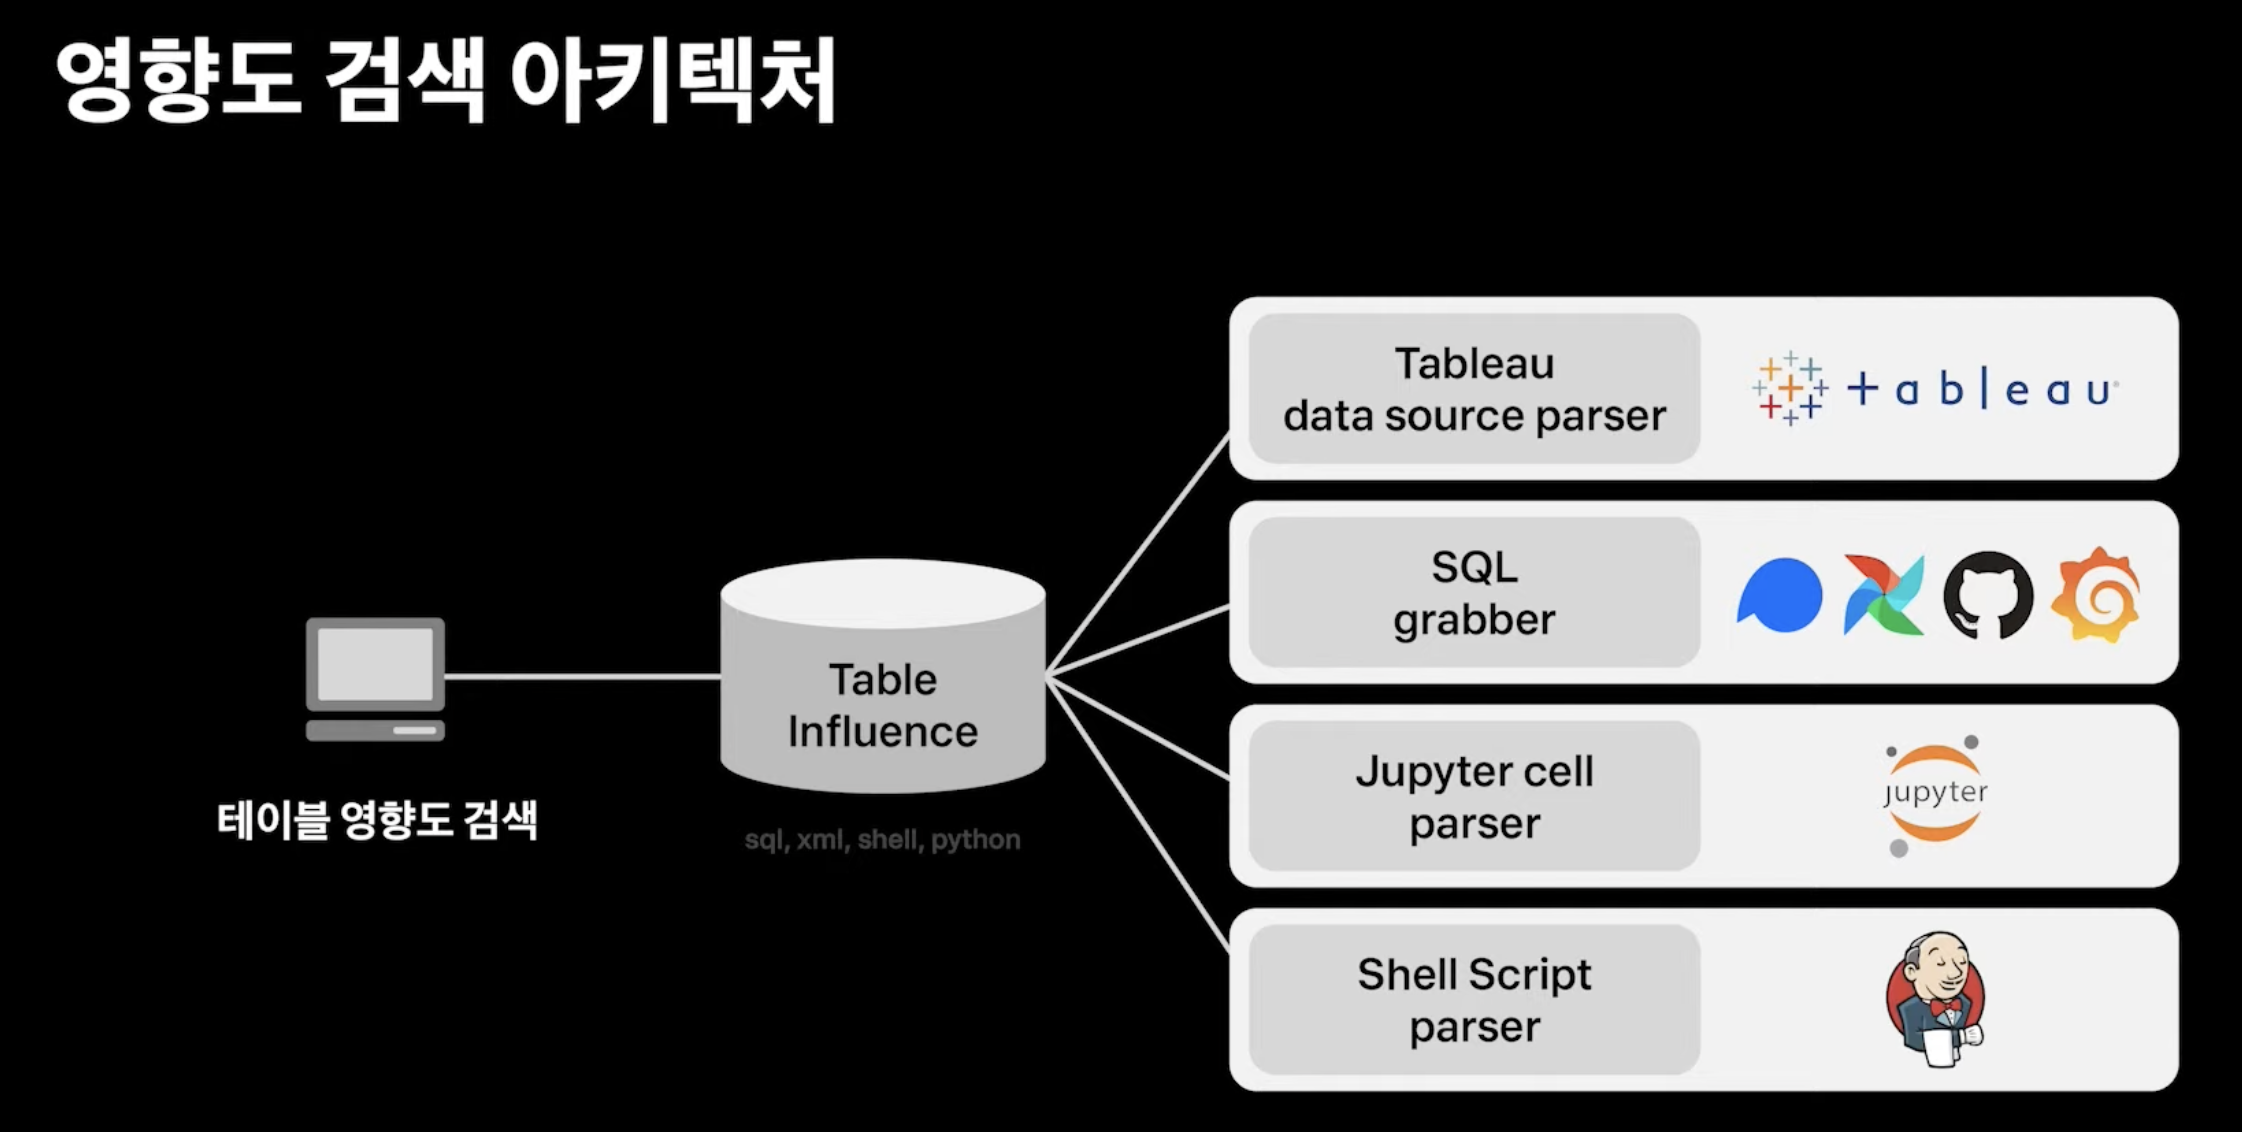 영향도 검색 아키텍처
Tableau
data source parser
+ableau
SQL
grabber
Table
Influence
테이블 영향도 검색
sql, xml, shell, python
Jupyter cell
parser
jupyter
Shell Script
parser